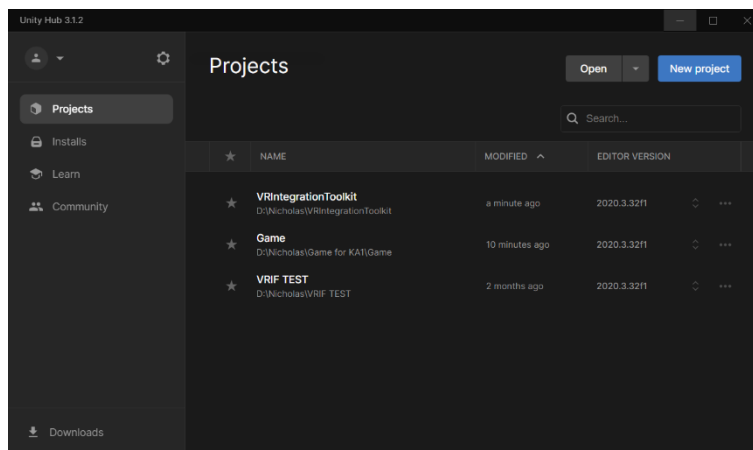 Unity Hub 3.1.2
Projects
Open
New project
Search...
Projects
Installs
Learn
Community
NAME MODIFIED EDITOR VERSION
VRIntegrationToolkit
D:\Nicholas\VRIntegrationToolkit
a minute ago 2020.3.32f1
Game
D:\Nicholas\Game for KA1\Game
10 minutes ago 2020.3.32f1
VRIF TEST
D:\Nicholas\VRIF TEST
2 months ago 2020.3.32f1
Downloads